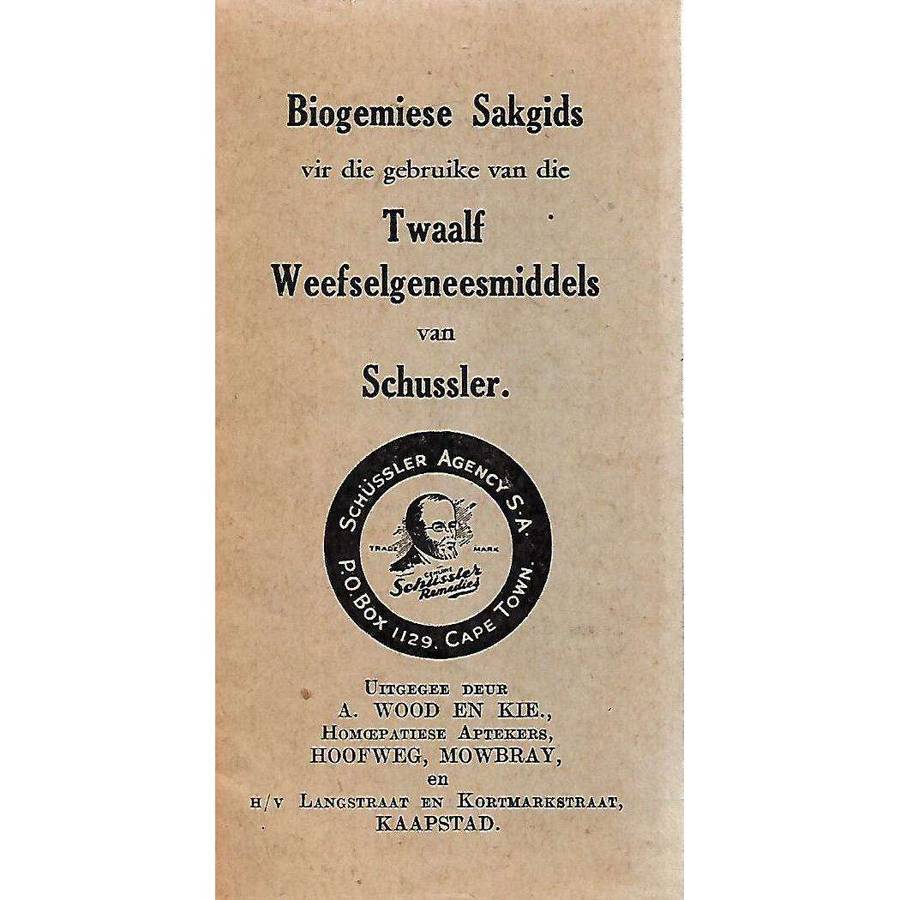 Biogemiese Sakgids
vir die gebruike van die
Twaalf
Weefselgeneesmiddels
van
Schussler.
SCHÜSSLER AGENCY S.A.
TRADE MARK
GENUINE
Schüssler
Remedies
P.O. BOX 1129, CAPE TOWN.
UITGEGEE DEUR
A. WOOD EN KIE.,
HOMŒPATIESE APTEKERS,
HOOFWEG, MOWBRAY,
en
H/V LANGSTRAAT EN KORTMARKSTRAAT,
KAAPSTAD.